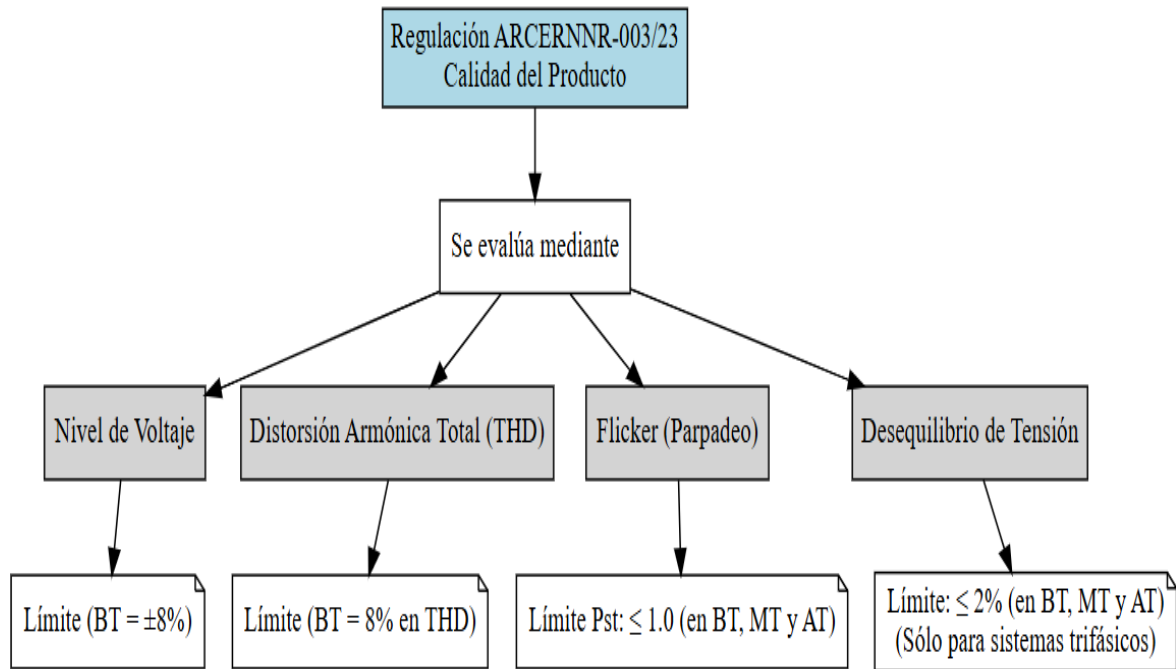 Regulación ARCERNNR-003/23
Calidad del Producto
Se evalúa mediante
Nivel de Voltaje
Distorsión Armónica Total (THD)
Flicker (Parpadeo)
Desequilibrio de Tensión
Límite (BT = ±8%)
Límite (BT = 8% en THD)
Límite Pst: ≤ 1.0 (en BT, MT y AT)
Límite: ≤ 2% (en BT, MT y AT)
(Sólo para sistemas trifásicos)